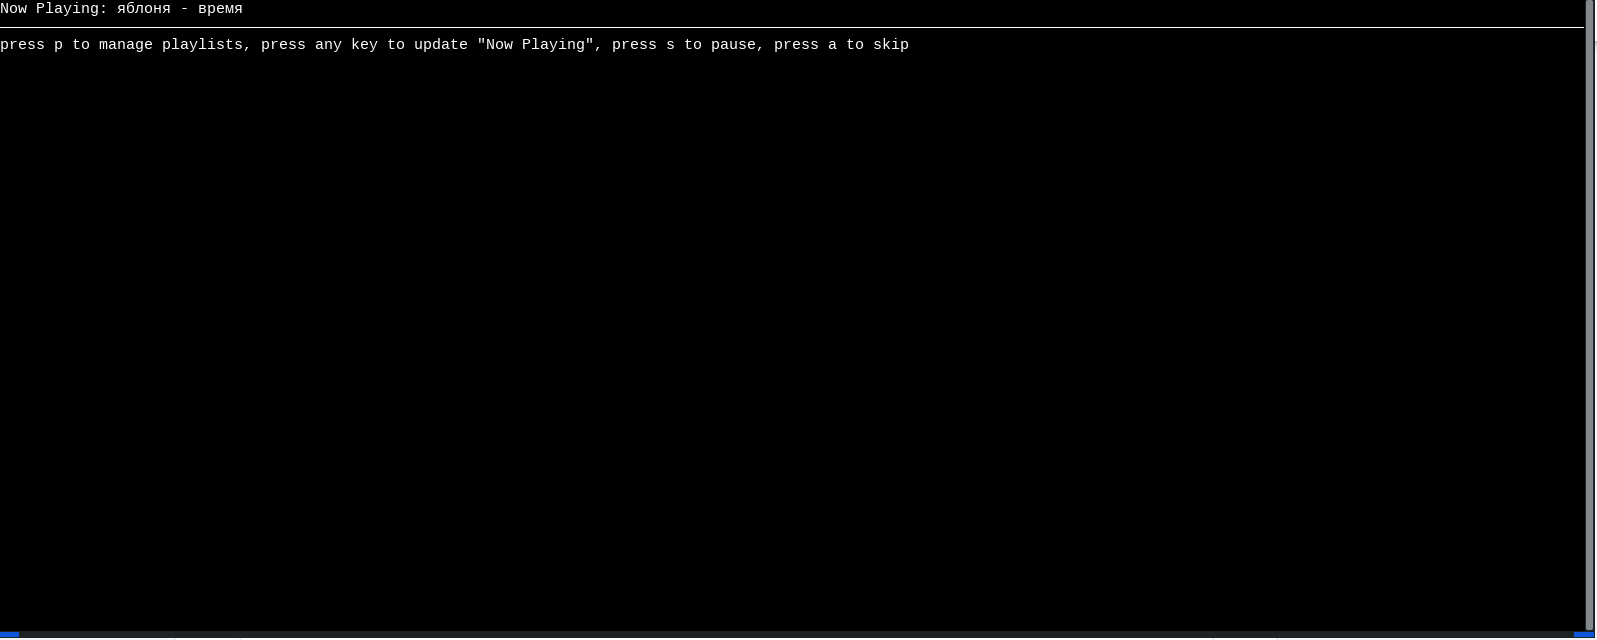 Now Playing: яблоня - время
press p to manage playlists, press any key to update "Now Playing", press s to pause, press a to skip